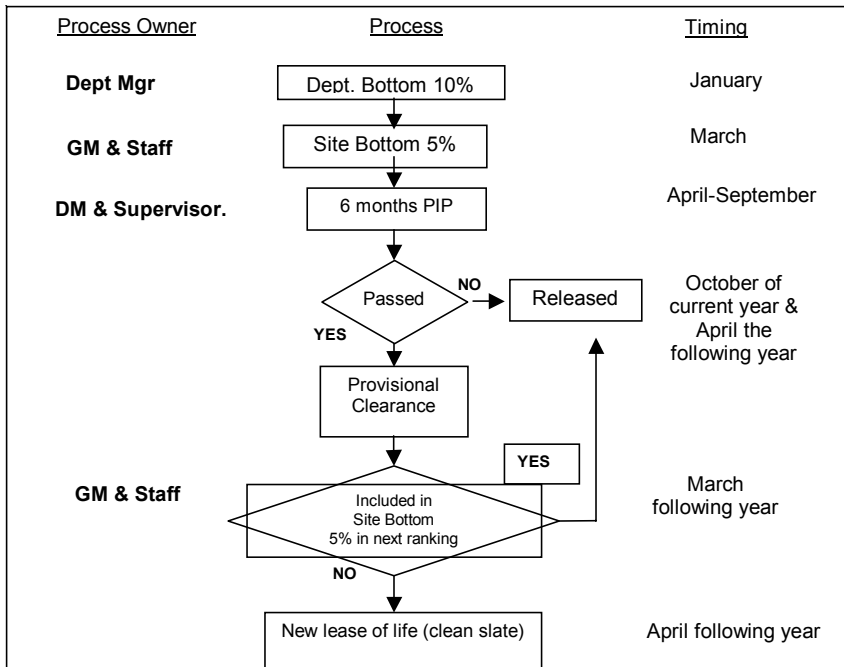 Process Owner Process Timing
Dept Mgr Dept. Bottom 10% January
GM & Staff Site Bottom 5% March
DM & Supervisor. 6 months PIP April-September
Passed NO Released October of
current year &
April the
following year
YES
Provisional
Clearance
YES
GM & Staff Included in
Site Bottom
5% in next ranking
March
following year
NO
New lease of life (clean slate) April following year